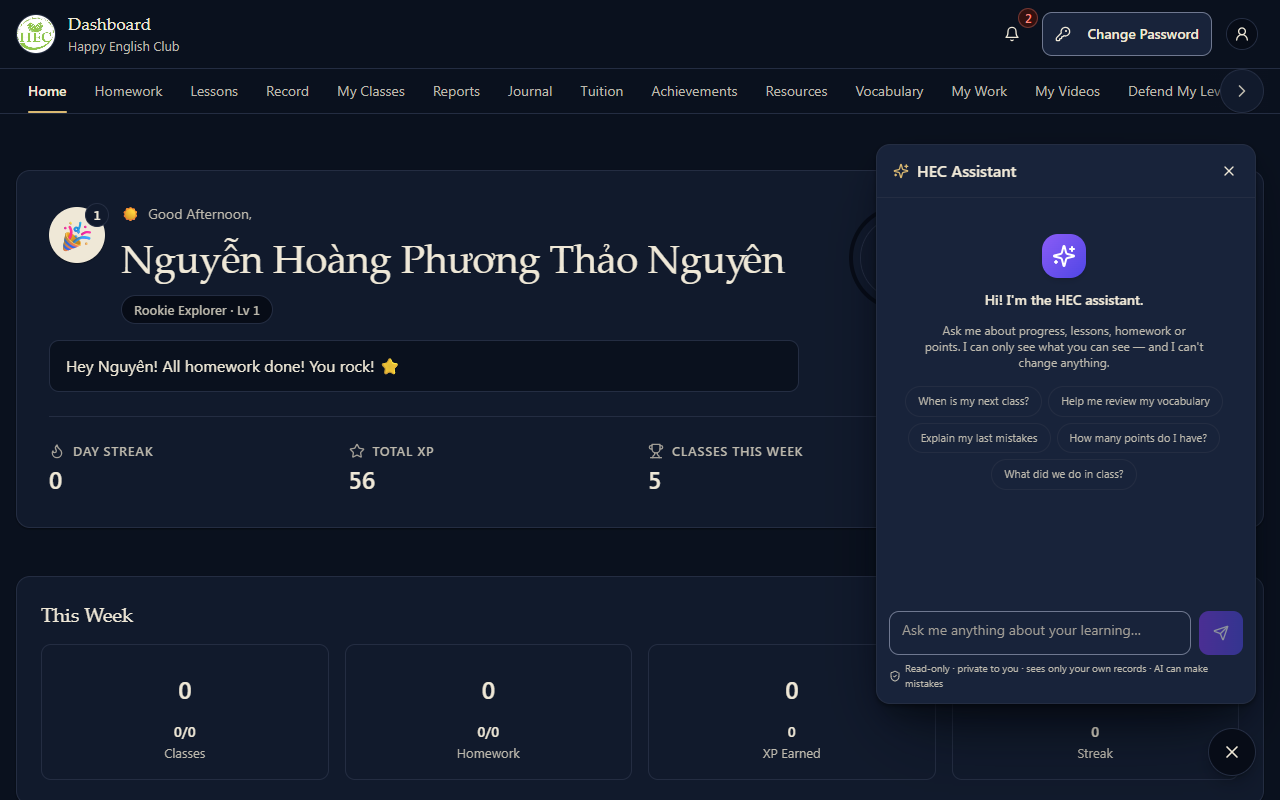 HEC
Dashboard
Happy English Club
2
Change Password
Home
Homework
Lessons
Record
My Classes
Reports
Journal
Tuition
Achievements
Resources
Vocabulary
My Work
My Videos
Defend My Lev
1
Good Afternoon,
Nguyễn Hoàng Phương Thảo Nguyên
Rookie Explorer · Lv 1
Hey Nguyên! All homework done! You rock! ⭐
DAY STREAK
0
TOTAL XP
56
CLASSES THIS WEEK
5
This Week
0
0/0
Classes
0
0/0
Homework
0
0
XP Earned
0
Streak
HEC Assistant
Hi! I'm the HEC assistant.
Ask me about progress, lessons, homework or
points. I can only see what you can see — and I can't
change anything.
When is my next class?
Help me review my vocabulary
Explain my last mistakes
How many points do I have?
What did we do in class?
Ask me anything about your learning...
Read-only · private to you · sees only your own records · AI can make
mistakes